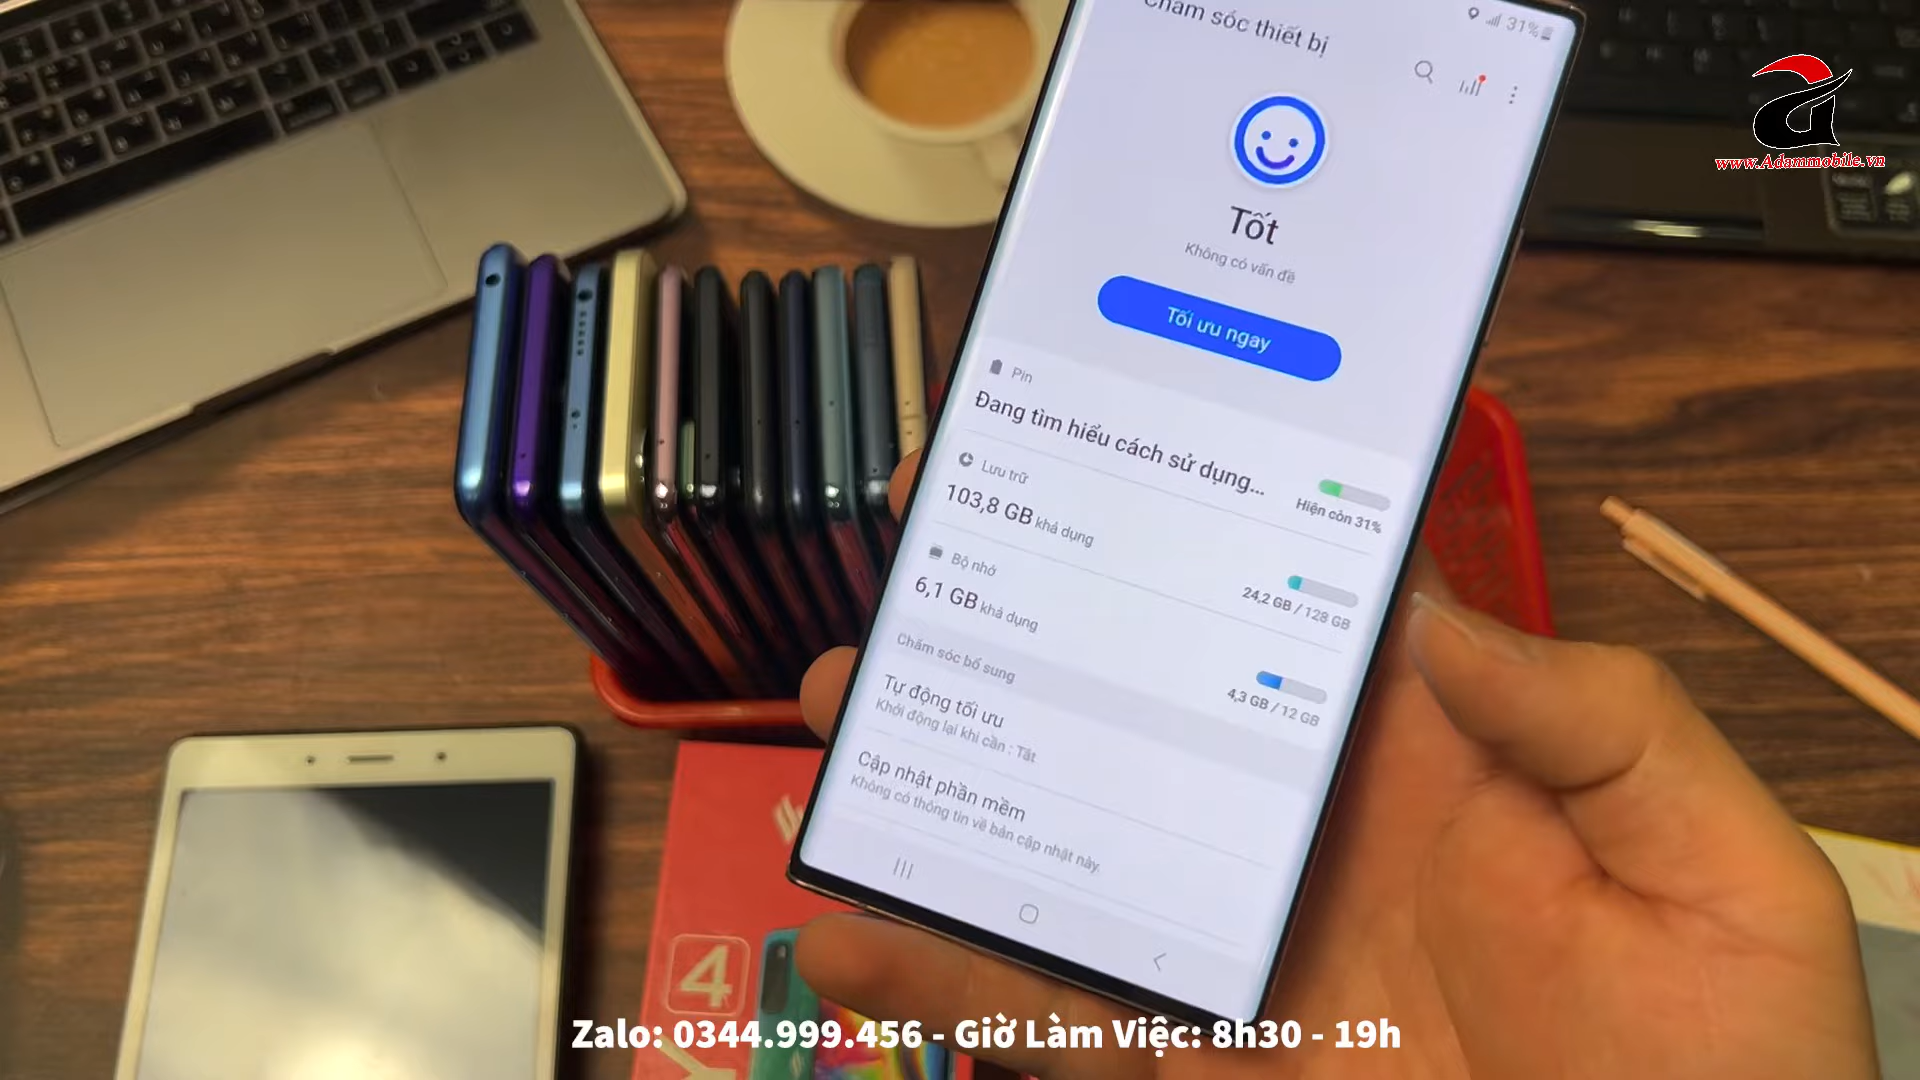 Chăm sóc thiết bị
31%
www.Adammobile.vn
Tốt
Không có vấn đề
Tối ưu ngay
Pin
Đang tìm hiểu cách sử dụng...
Hiện còn 31%
Lưu trữ
103,8 GB khả dụng
24,2 GB / 128 GB
Bộ nhớ
6,1 GB khả dụng
4,3 GB / 12 GB
Chăm sóc bổ sung
Tự động tối ưu
Khởi động lại khi cần : Tắt
Cập nhật phần mềm
Không có thông tin về bản cập nhật này.
4
Zalo: 0344.999.456 - Giờ Làm Việc: 8h30 - 19h